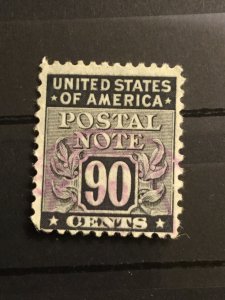 UNITED STATES
OF AMERICA
POSTAL
NOTE
90
CENTS